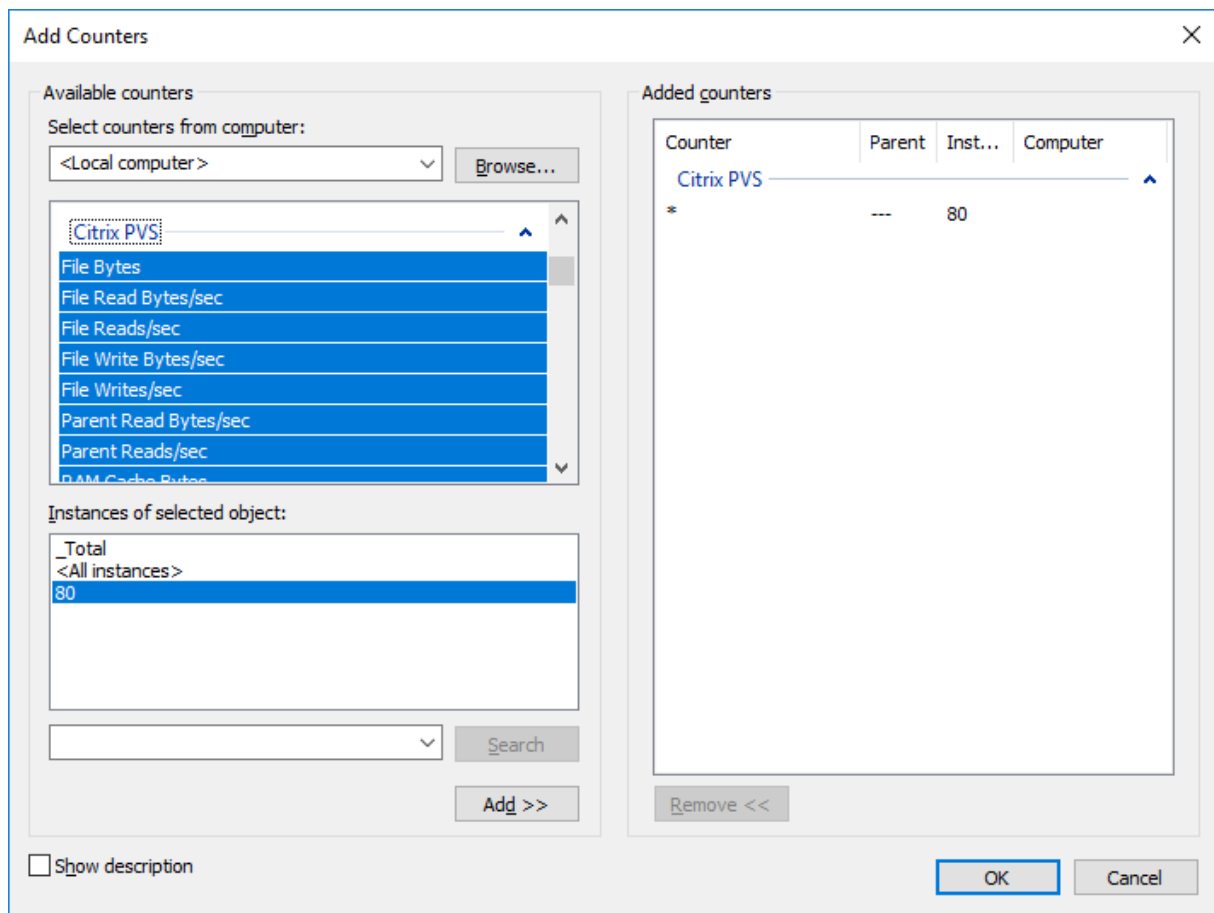 Add Counters
Available counters
Select counters from computer:
<Local computer>
Browse...
Citrix PVS
File Bytes
File Read Bytes/sec
File Reads/sec
File Write Bytes/sec
File Writes/sec
Parent Read Bytes/sec
Parent Reads/sec
RAM Cache Bytes
Instances of selected object:
_Total
<All instances>
80
Search
Add >>
Show description
Added counters
Counter Parent Inst... Computer
Citrix PVS
* --- 80
Remove <<
OK Cancel